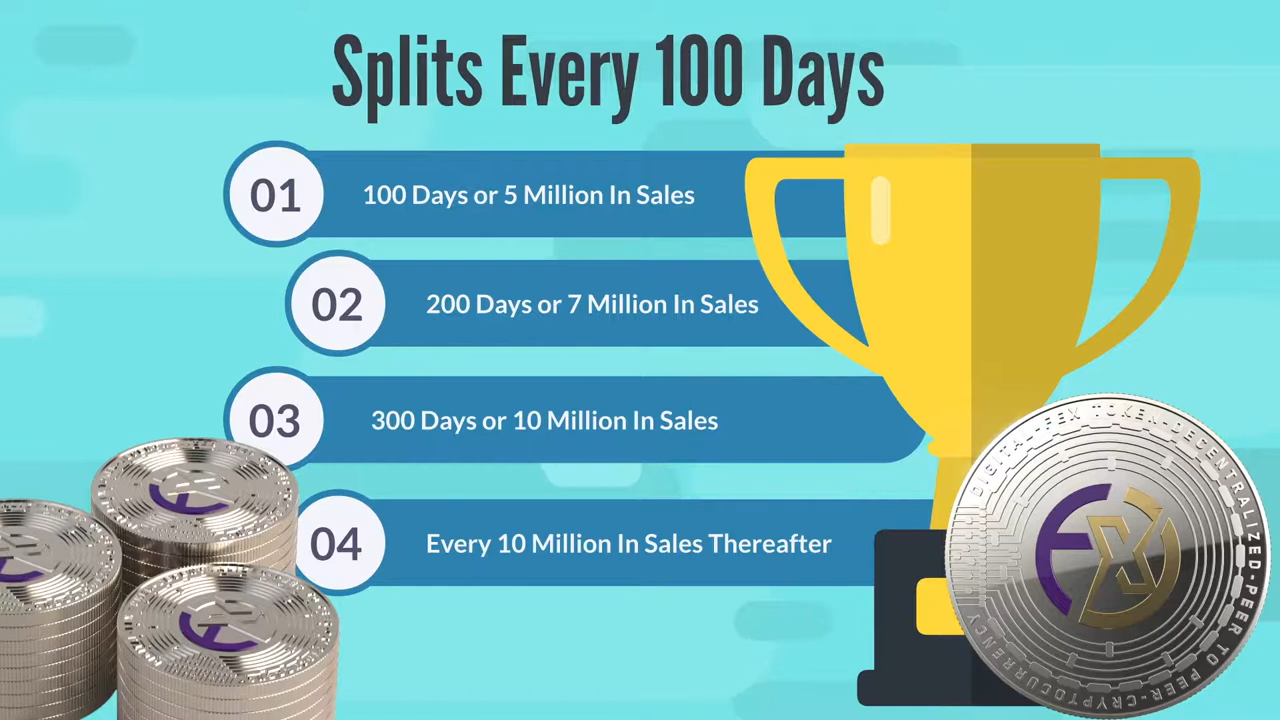 Splits Every 100 Days
01
100 Days or 5 Million In Sales
02
200 Days or 7 Million In Sales
03
300 Days or 10 Million In Sales
04
Every 10 Million In Sales Thereafter
DIGITAL-FEX TOKEN-DECENTRALIZED-PEER TO PEER-CRYPTOCURRENCY